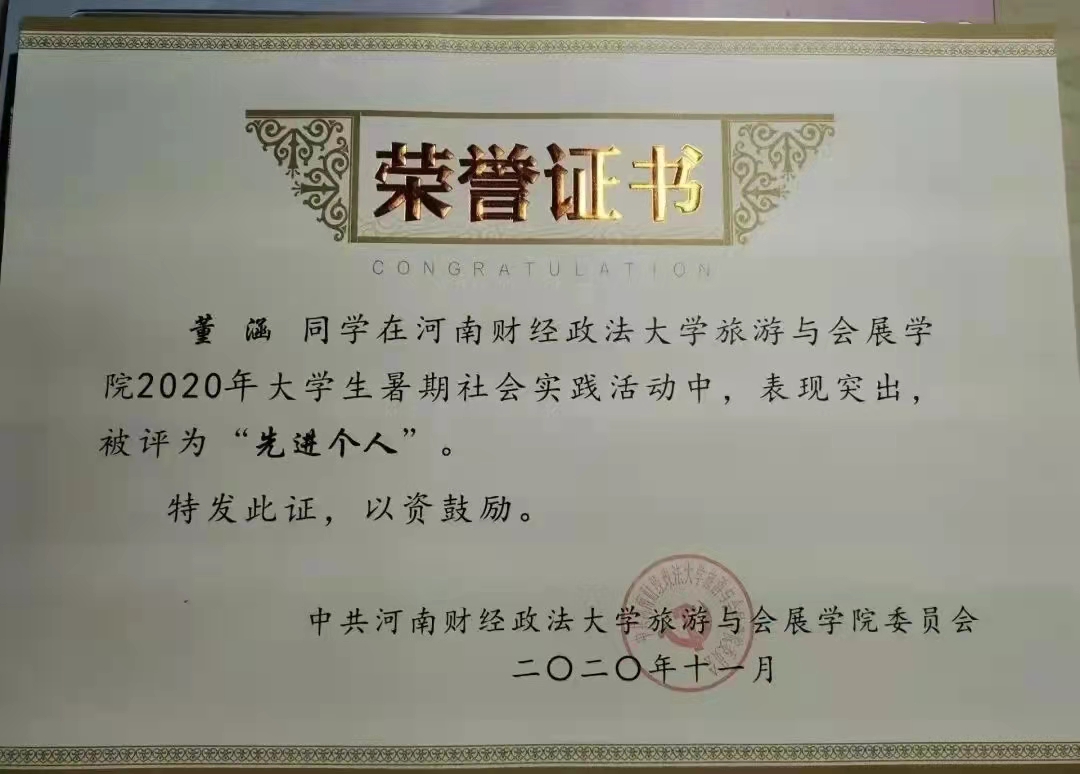 荣誉证书
CONGRATULATION
董 涵 同学在河南财经政法大学旅游与会展学
院2020年大学生暑期社会实践活动中，表现突出，
被评为“先进个人”。
特发此证，以资鼓励。
中共河南财经政法大学旅游与会展学院委员会
二〇二〇年十一月